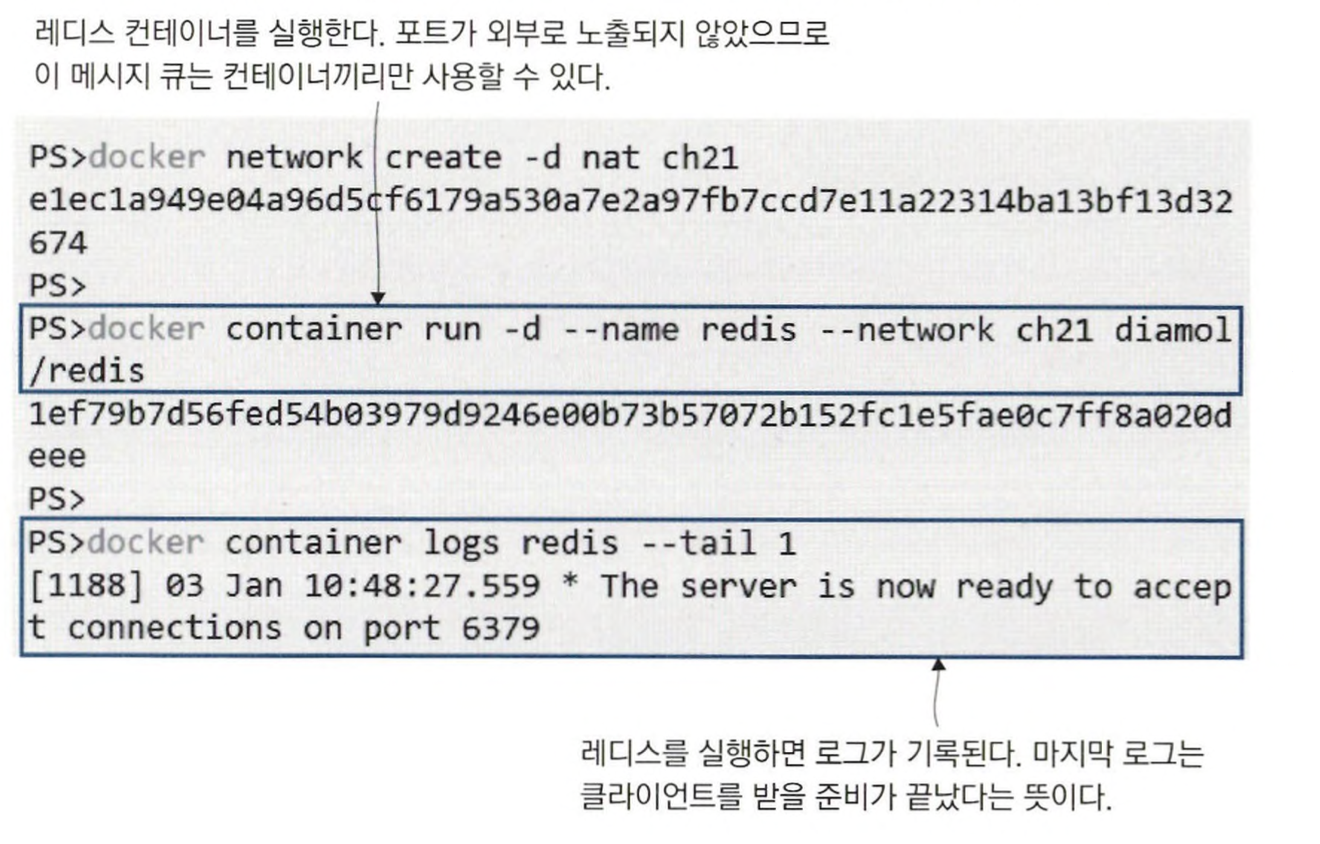 레디스 컨테이너를 실행한다. 포트가 외부로 노출되지 않았으므로
이 메시지 큐는 컨테이너끼리만 사용할 수 있다.
PS>docker network create -d nat ch21
e1ec1a949e04a96d5cf6179a530a7e2a97fb7ccd7e11a22314ba13bf13d32
674
PS>
PS>docker container run -d --name redis --network ch21 diamol
/redis
1ef79b7d56fed54b03979d9246e00b73b57072b152fc1e5fae0c7ff8a020d
eee
PS>
PS>docker container logs redis --tail 1
[1188] 03 Jan 10:48:27.559 * The server is now ready to accep
t connections on port 6379
레디스를 실행하면 로그가 기록된다. 마지막 로그는
클라이언트를 받을 준비가 끝났다는 뜻이다.